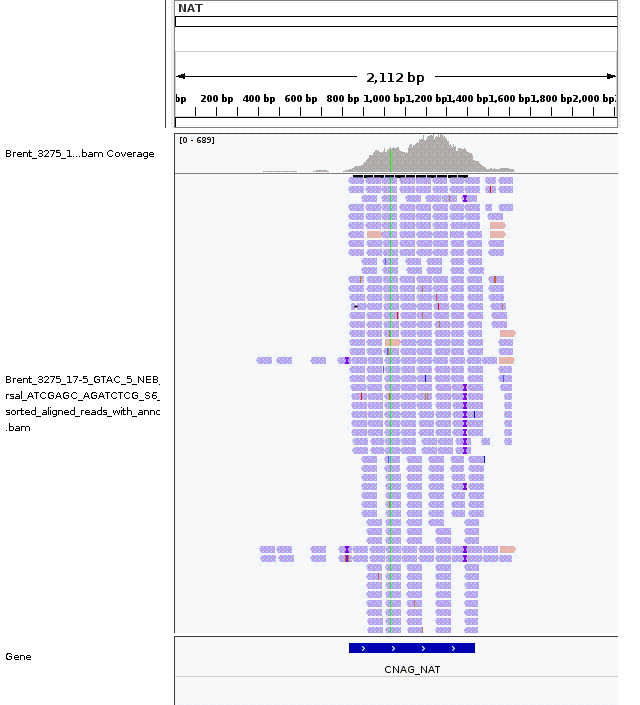 NAT
2,112 bp
bp 200 bp 400 bp 600 bp 800 bp 1,000 bp 1,200 bp 1,400 bp 1,600 bp 1,800 bp 2,000 bp 2,
[0 - 689]
Brent_3275_1...bam Coverage
Brent_3275_17-5_GTAC_5_NEB_
rsal_ATCGAGC_AGATCTCG_S6_
sorted_aligned_reads_with_annc
.bam
Gene
CNAG_NAT